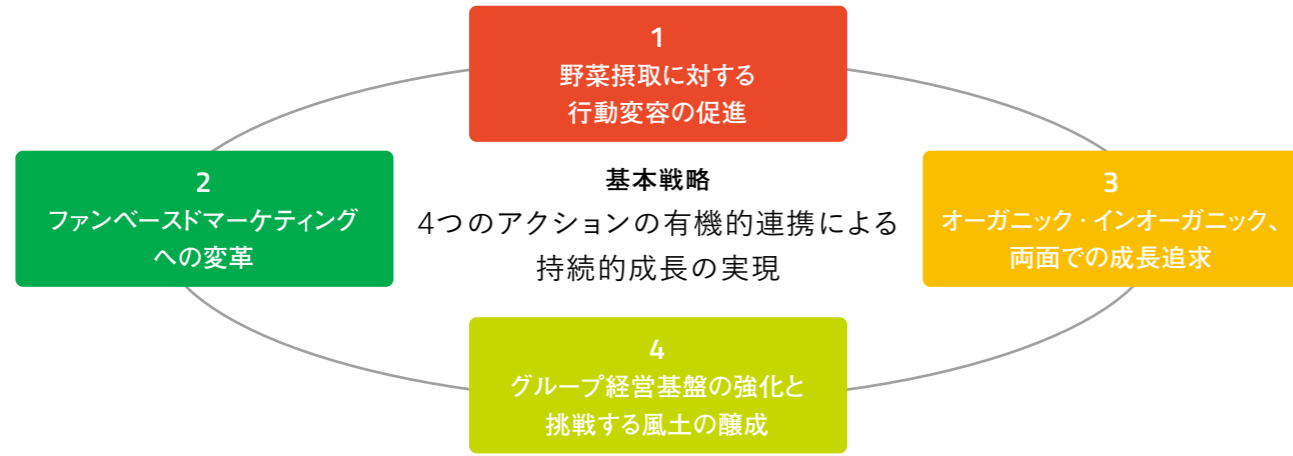 1
野菜摂取に対する
行動変容の促進
2
ファンベースドマーケティング
への変革
基本戦略
4つのアクションの有機的連携による
持続的成長の実現
3
オーガニック・インオーガニック、
両面での成長追求
4
グループ経営基盤の強化と
挑戦する風土の醸成